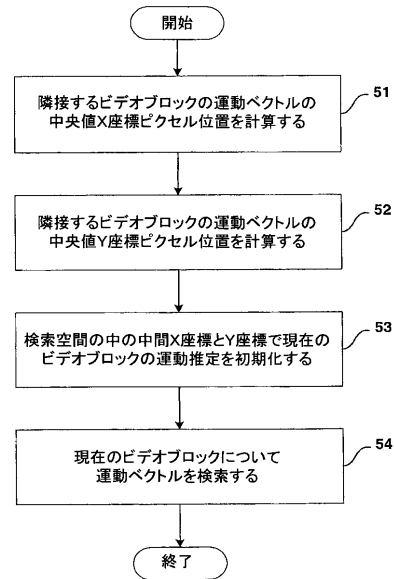 開始
隣接するビデオブロックの運動ベクトルの
中央値X座標ピクセル位置を計算する
51
隣接するビデオブロックの運動ベクトルの
中央値Y座標ピクセル位置を計算する
52
検索空間の中の中間X座標とY座標で現在の
ビデオブロックの運動推定を初期化する
53
現在のビデオブロックについて
運動ベクトルを検索する
54
終了